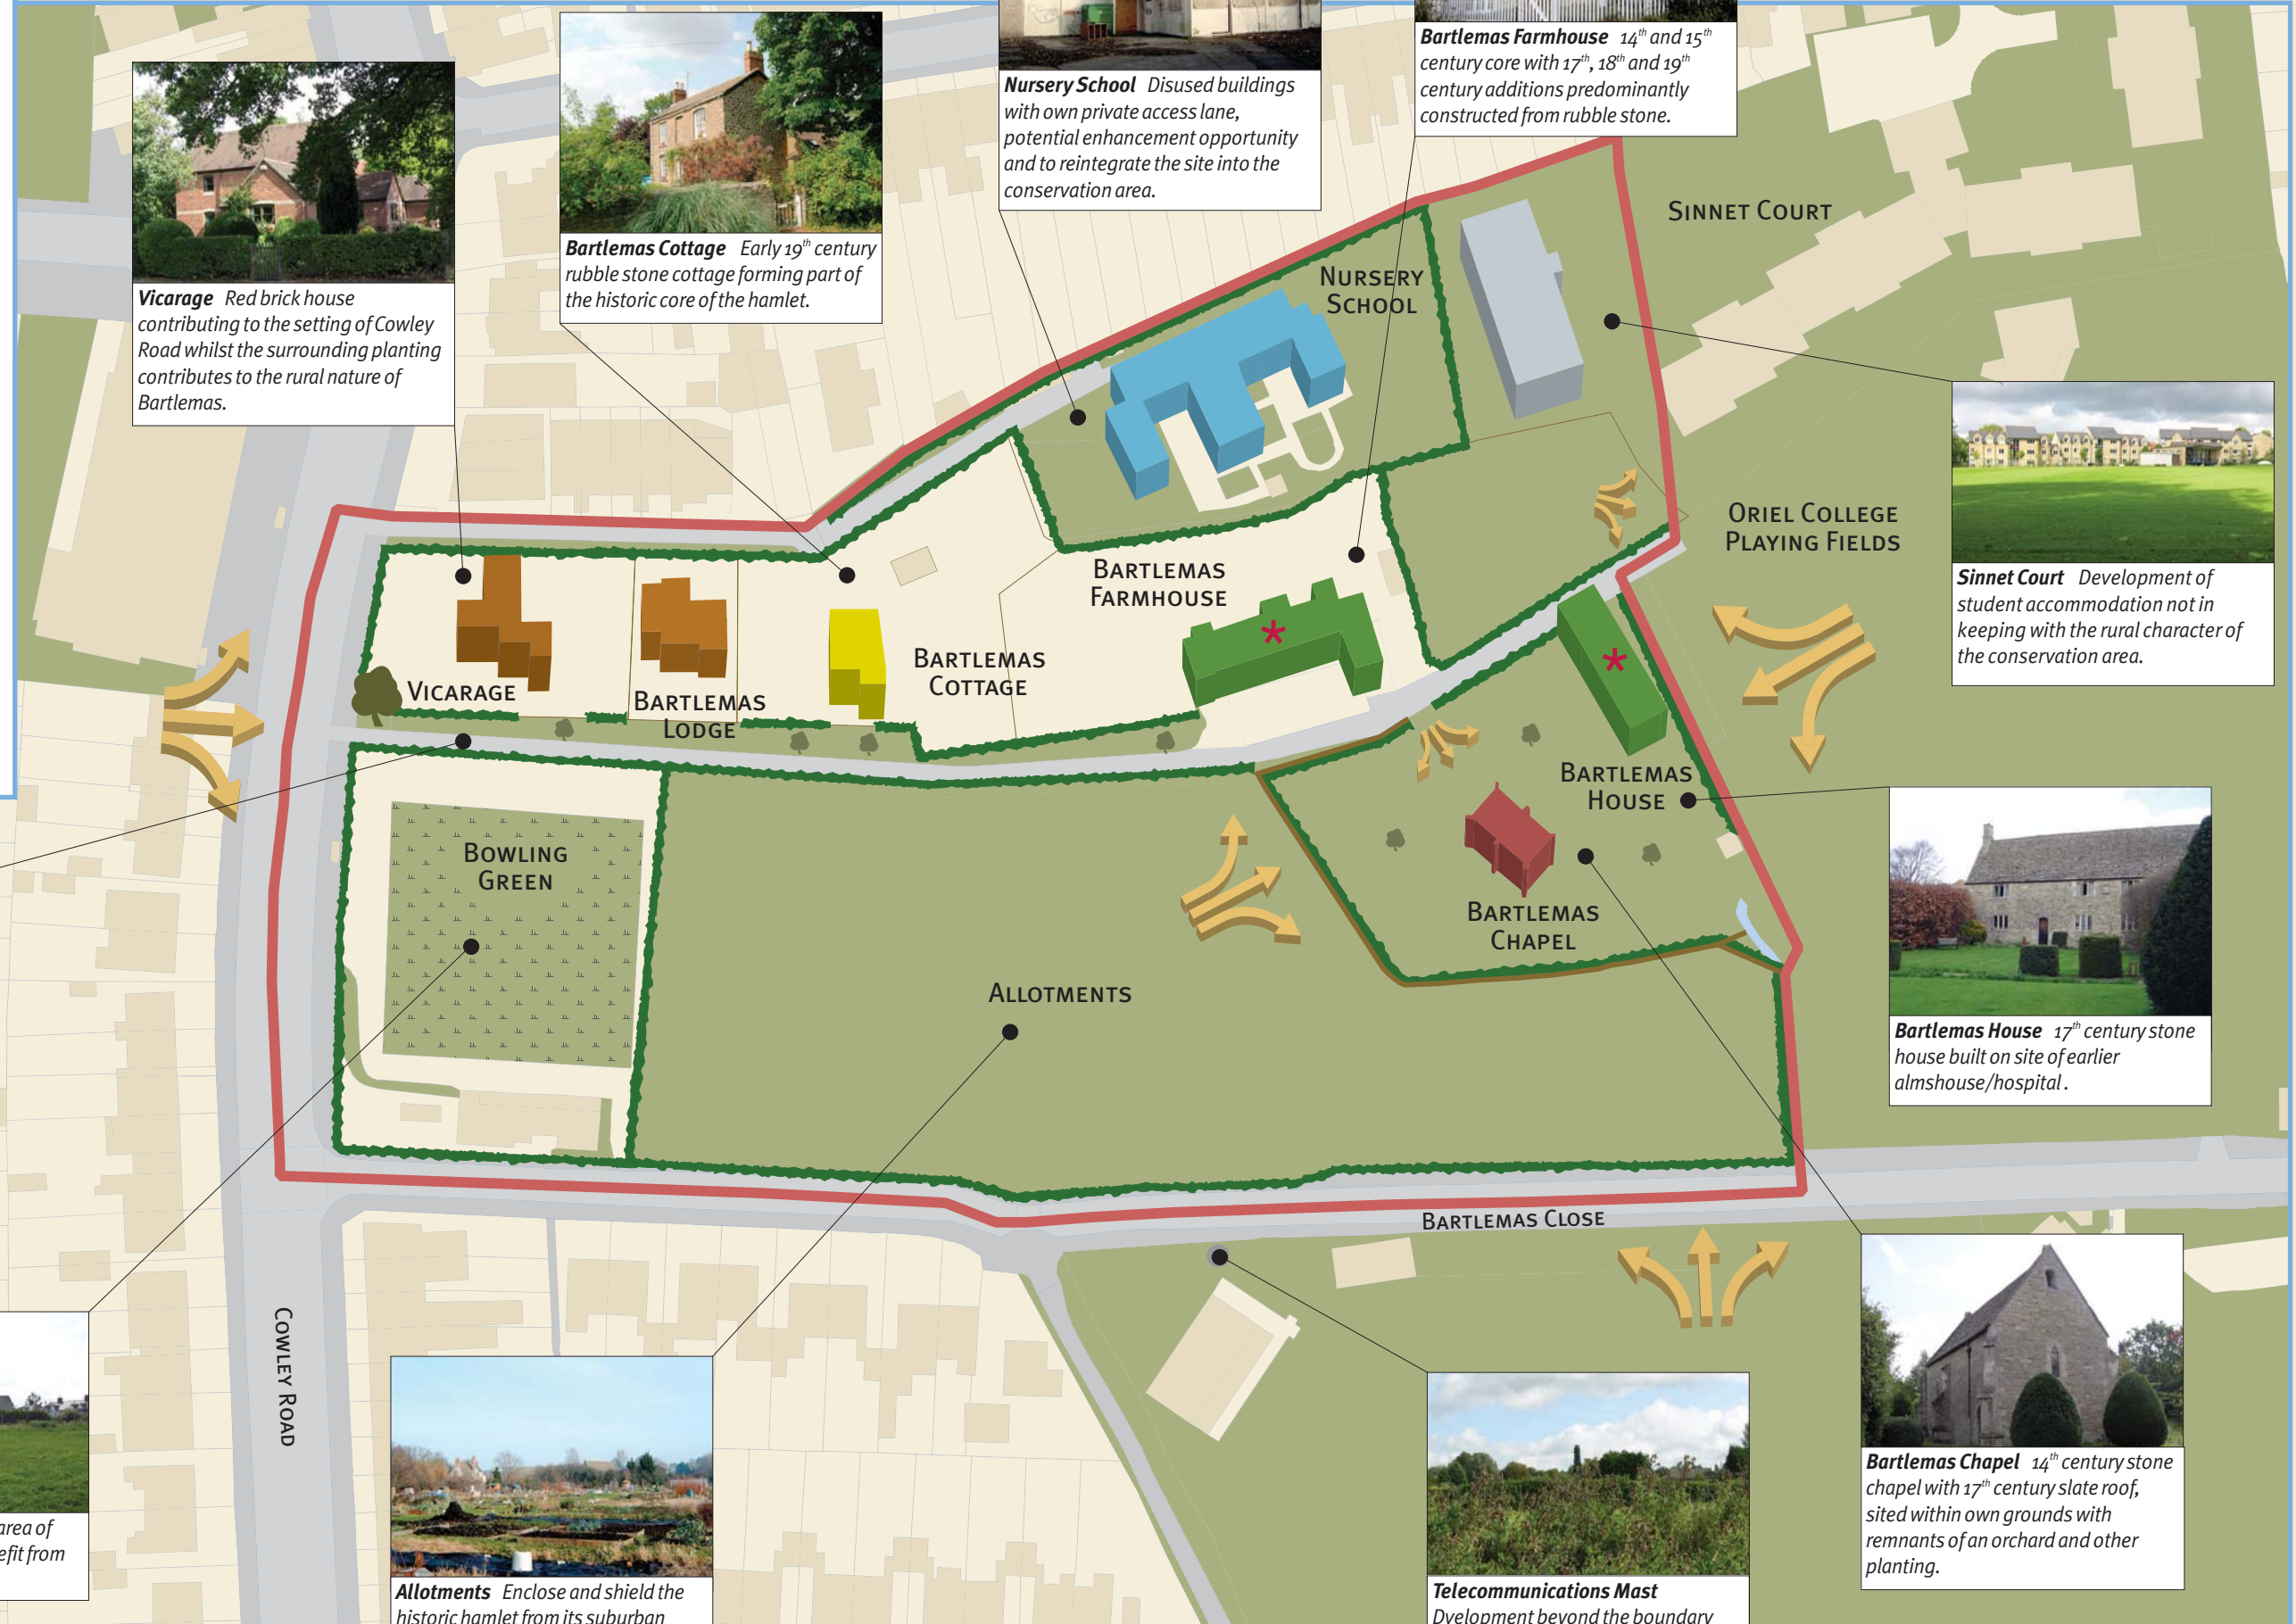 Bartlemas Farmhouse 14th and 15th
century core with 17th, 18th and 19th
century additions predominantly
constructed from rubble stone.
Nursery School Disused buildings
with own private access lane,
potential enhancement opportunity
and to reintegrate the site into the
conservation area.
Bartlemas Cottage Early 19th century
rubble stone cottage forming part of
the historic core of the hamlet.
Vicarage Red brick house
contributing to the setting of Cowley
Road whilst the surrounding planting
contributes to the rural nature of
Bartlemas.
Sinnet Court
Nursery
School
Oriel College
Playing Fields
Sinnet Court Development of
student accommodation not in
keeping with the rural character of
the conservation area.
Bartlemas
Farmhouse
*
*
Bartlemas
Cottage
Vicarage
Bartlemas
Lodge
Bartlemas
House
Bowling
Green
Bartlemas
Chapel
Allotments
Bartlemas House 17th century stone
house built on site of earlier
almshouse/hospital .
Bartlemas Close
Cowley Road
Bartlemas Chapel 14th century stone
chapel with 17th century slate roof,
sited within own grounds with
remnants of an orchard and other
planting.
area of
efit from
Allotments Enclose and shield the
historic hamlet from its suburban
Telecommunications Mast
Dvelopment beyond the boundary